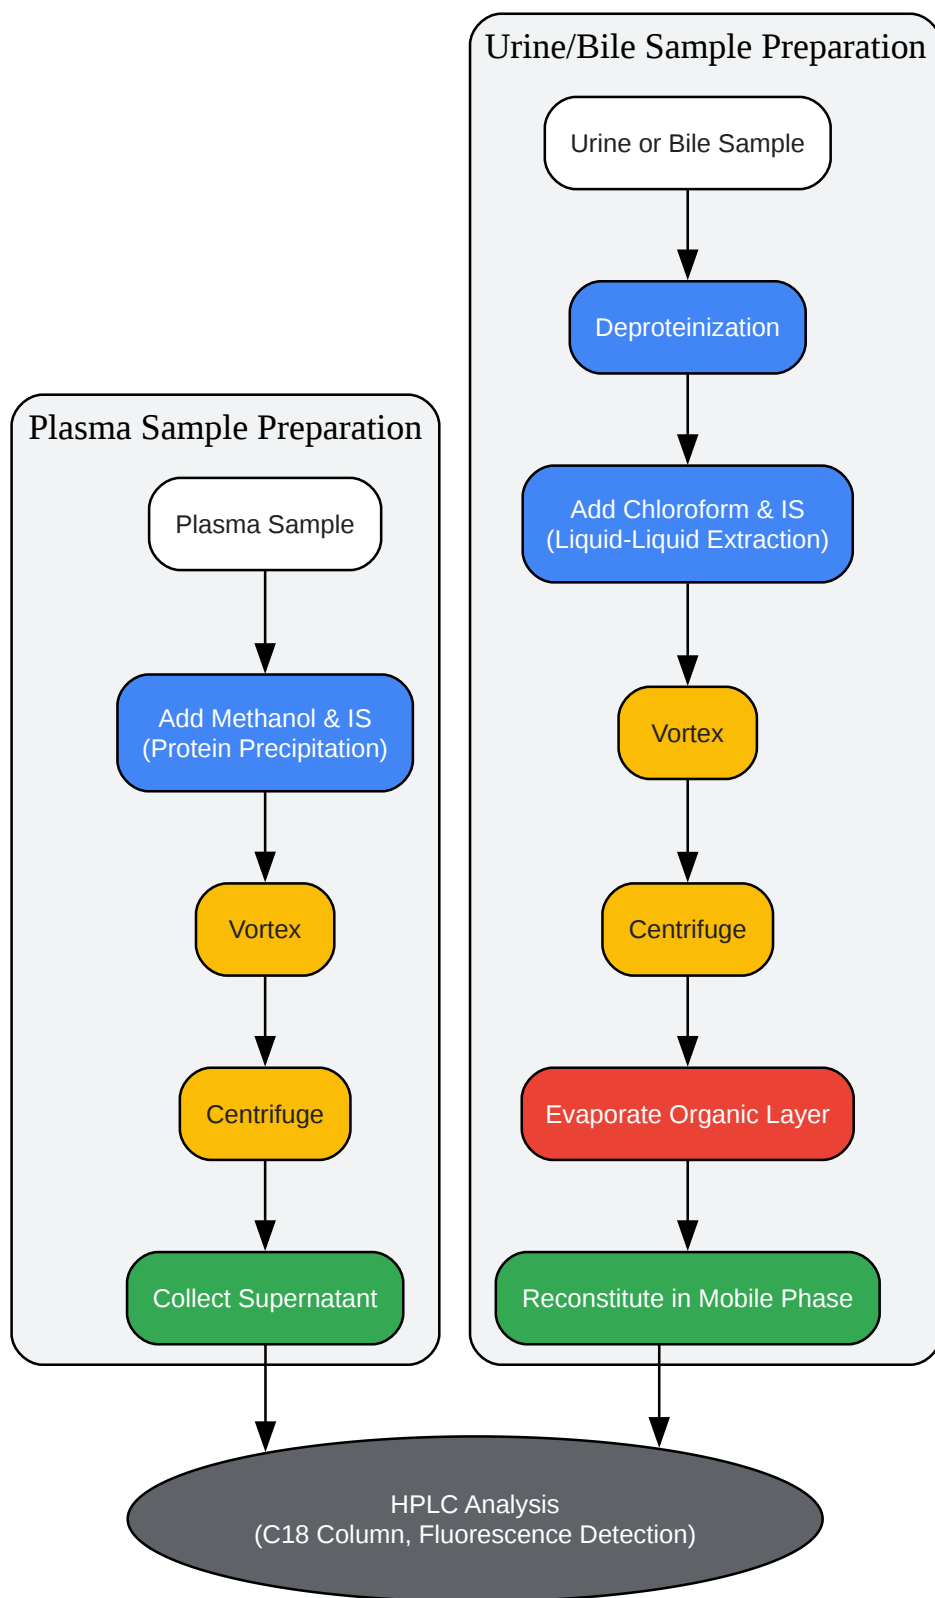 Plasma Sample Preparation
Plasma Sample
Add Methanol & IS
(Protein Precipitation)
Vortex
Centrifuge
Collect Supernatant
Urine/Bile Sample Preparation
Urine or Bile Sample
Deproteinization
Add Chloroform & IS
(Liquid-Liquid Extraction)
Vortex
Centrifuge
Evaporate Organic Layer
Reconstitute in Mobile Phase
HPLC Analysis
(C18 Column, Fluorescence Detection)